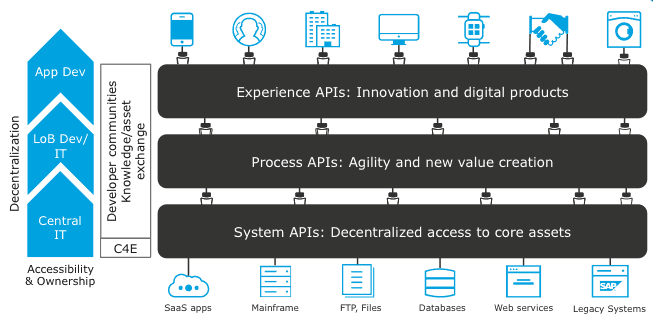 Decentralization
App Dev
LoB Dev/
IT
Central
IT
Accessibility
& Ownership
Developer communities
Knowledge/asset
exchange
C4E
Experience APIs: Innovation and digital products
Process APIs: Agility and new value creation
System APIs: Decentralized access to core assets
SaaS apps
Mainframe
FTP, Files
Databases
Web services
SAP
Legacy Systems